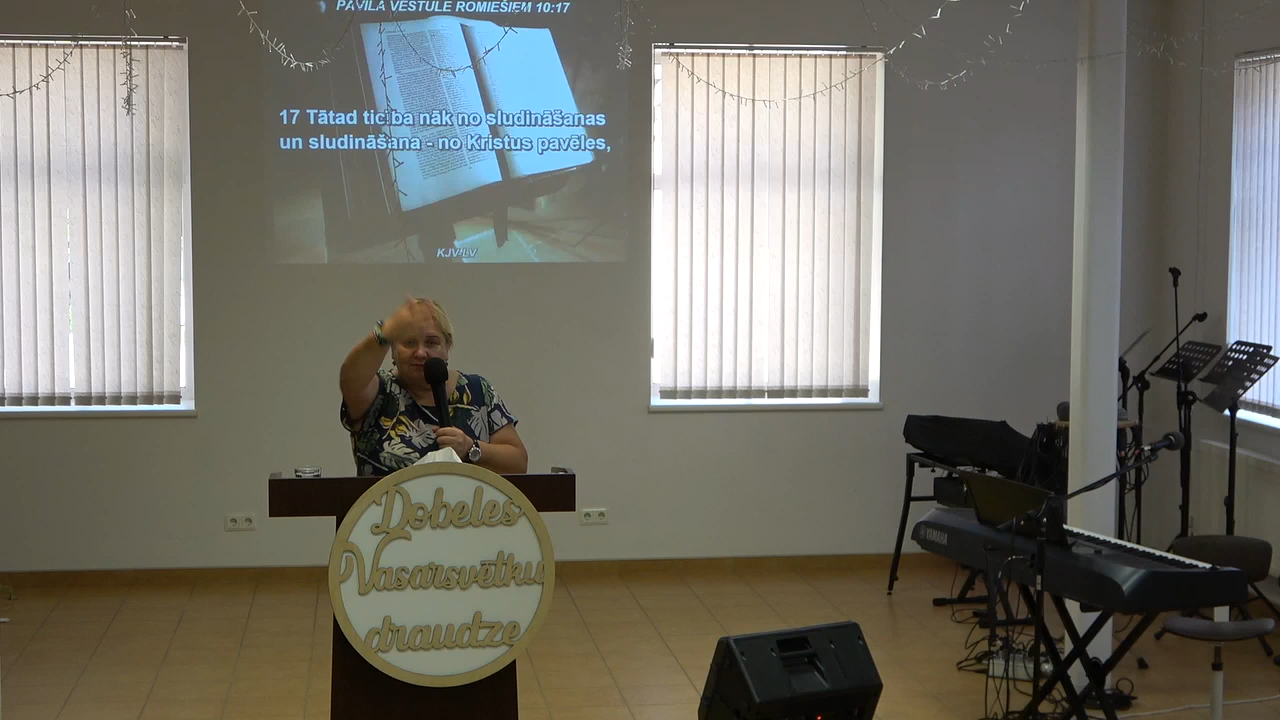 PĀVILA VĒSTULE ROMIEŠIEM 10:17
17 Tātad ticība nāk no sludināšanas
un sludināšana - no Kristus pavēles,
KJV-LV
Dobeles
Vasarsvētku
draudze
YAMAHA